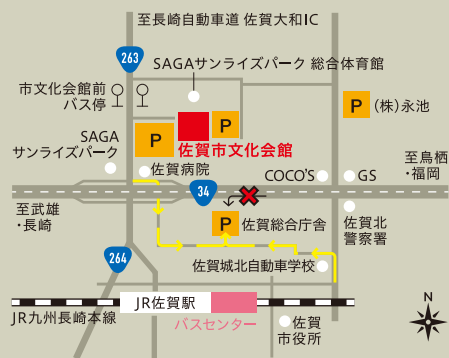 至長崎自動車道 佐賀大和IC
263
SAGAサンライズパーク 総合体育館
市文化会館前
バス停
P
(株)永池
P
P
佐賀市文化会館
SAGA
サンライズパーク
佐賀病院
至鳥栖
・福岡
COCO'S
GS
34
至武雄
・長崎
P
佐賀総合庁舎
佐賀北
警察署
264
佐賀城北自動車学校
N
JR佐賀駅
JR九州長崎本線
バスセンター
佐賀
市役所